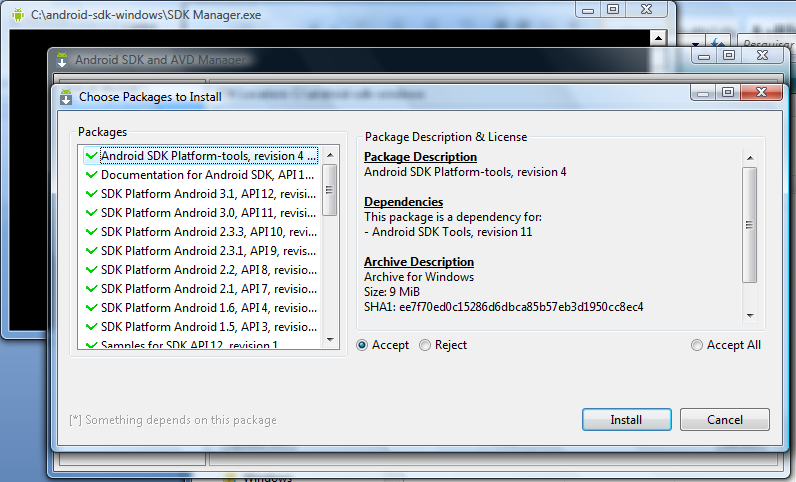 C:\android-sdk-windows\SDK Manager.exe
Pesquisar
Android SDK and AVD Manager
Choose Packages to Install
Packages
Android SDK Platform-tools, revision 4 ...
Documentation for Android SDK, API 1...
SDK Platform Android 3.1, API 12, revisi...
SDK Platform Android 3.0, API 11, revisi...
SDK Platform Android 2.3.3, API 10, revi...
SDK Platform Android 2.3.1, API 9, revisi...
SDK Platform Android 2.2, API 8, revisio...
SDK Platform Android 2.1, API 7, revisio...
SDK Platform Android 1.6, API 4, revisio...
SDK Platform Android 1.5, API 3, revisio...
Samples for SDK API 12, revision 1
Package Description & License
Package Description
Android SDK Platform-tools, revision 4
Dependencies
This package is a dependency for:
- Android SDK Tools, revision 11
Archive Description
Archive for Windows
Size: 9 MiB
SHA1: ee7f70ed0c15286d6dbca85b57eb3d1950cc8ec4
Accept
Reject
Accept All
[*] Something depends on this package
Install
Cancel
Windows